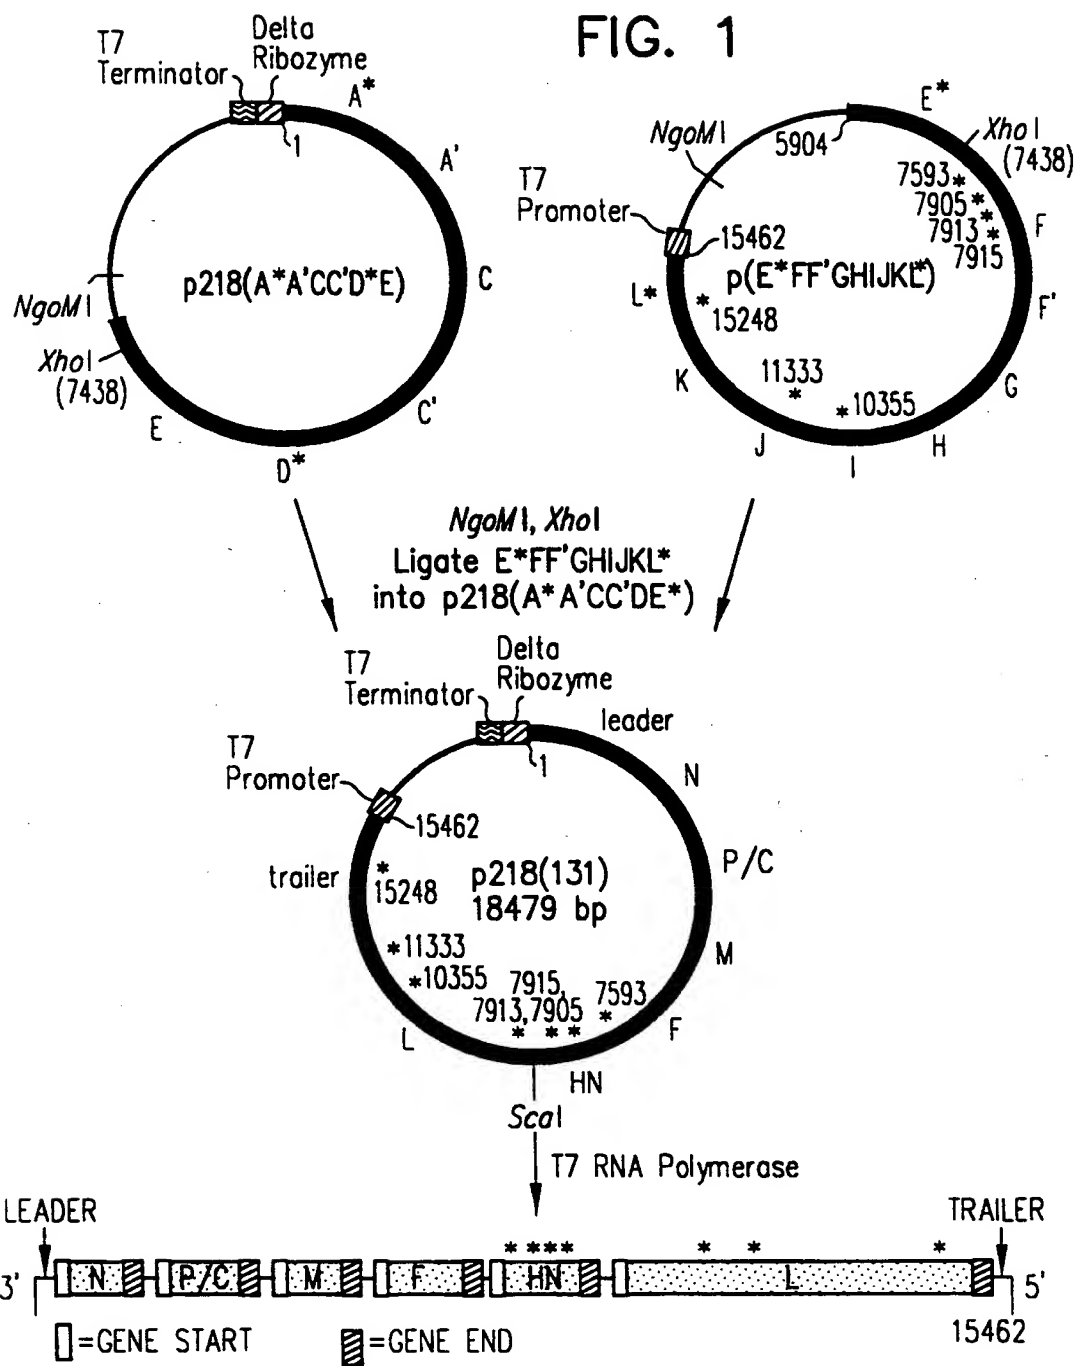 FIG. 1
T7
Terminator
Delta
Ribozyme
A*
1
A'
C
C'
D*
E
XhoI
(7438)
NgoMI
p218(A*A'CC'D*E)
E*
XhoI
(7438)
5904
NgoMI
T7
Promoter
15462
7593 *
7905 *
7913 *
7915 *
F
F'
G
H
I
J
K
L*
p(E*FF'GHIJKL*)
* 15248
11333 *
* 10355
NgoMI, XhoI
Ligate E*FF'GHIJKL*
into p218(A*A'CC'DE*)
T7
Terminator
Delta
Ribozyme
leader
1
T7
Promoter
15462
N
P/C
trailer
* 15248
p218(131)
18479 bp
M
* 11333
* 10355
7915,
7913, 7905
* * *
7593 *
F
L
HN
ScaI
T7 RNA Polymerase
LEADER
TRAILER
* * * * * * *
3' N P/C M F HN L 5'
15462
=GENE START =GENE END